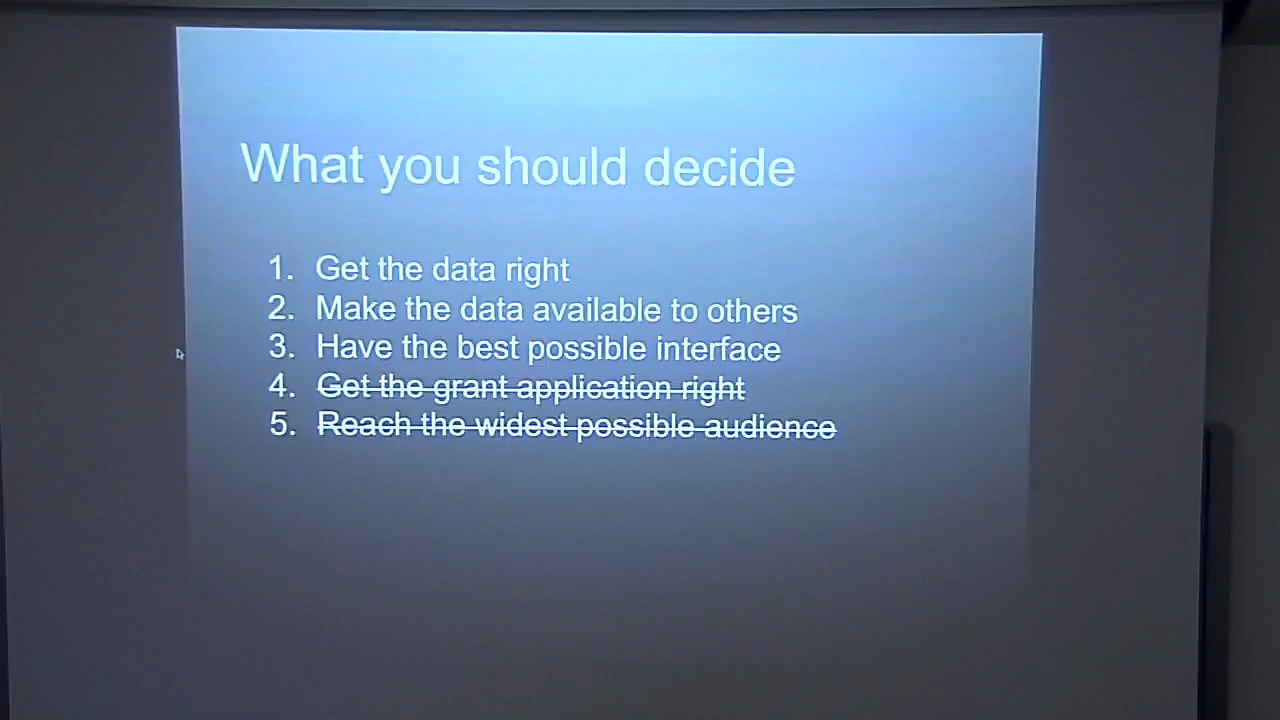 What you should decide
1. Get the data right
2. Make the data available to others
3. Have the best possible interface
4. Get the grant application right
5. Reach the widest possible audience